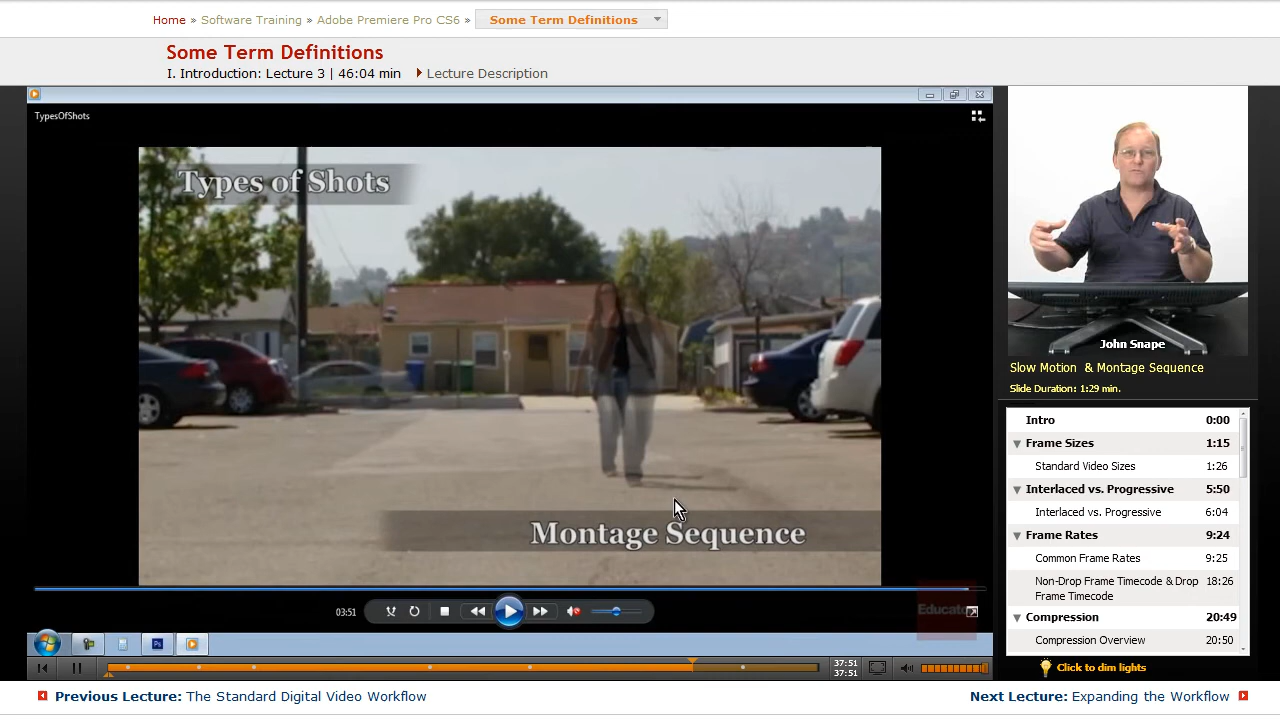 Home » Software Training » Adobe Premiere Pro CS6 » Some Term Definitions
Some Term Definitions
I. Introduction: Lecture 3 | 46:04 min Lecture Description
TypesOfShots
Types of Shots
Montage Sequence
03:51
Educato
Ps
37:51
37:51
John Snape
Slow Motion & Montage Sequence
Slide Duration: 1:29 min.
Intro 0:00
Frame Sizes 1:15
Standard Video Sizes 1:26
Interlaced vs. Progressive 5:50
Interlaced vs. Progressive 6:04
Frame Rates 9:24
Common Frame Rates 9:25
Non-Drop Frame Timecode & Drop 18:26
Frame Timecode
Compression 20:49
Compression Overview 20:50
Click to dim lights
Previous Lecture: The Standard Digital Video Workflow
Next Lecture: Expanding the Workflow